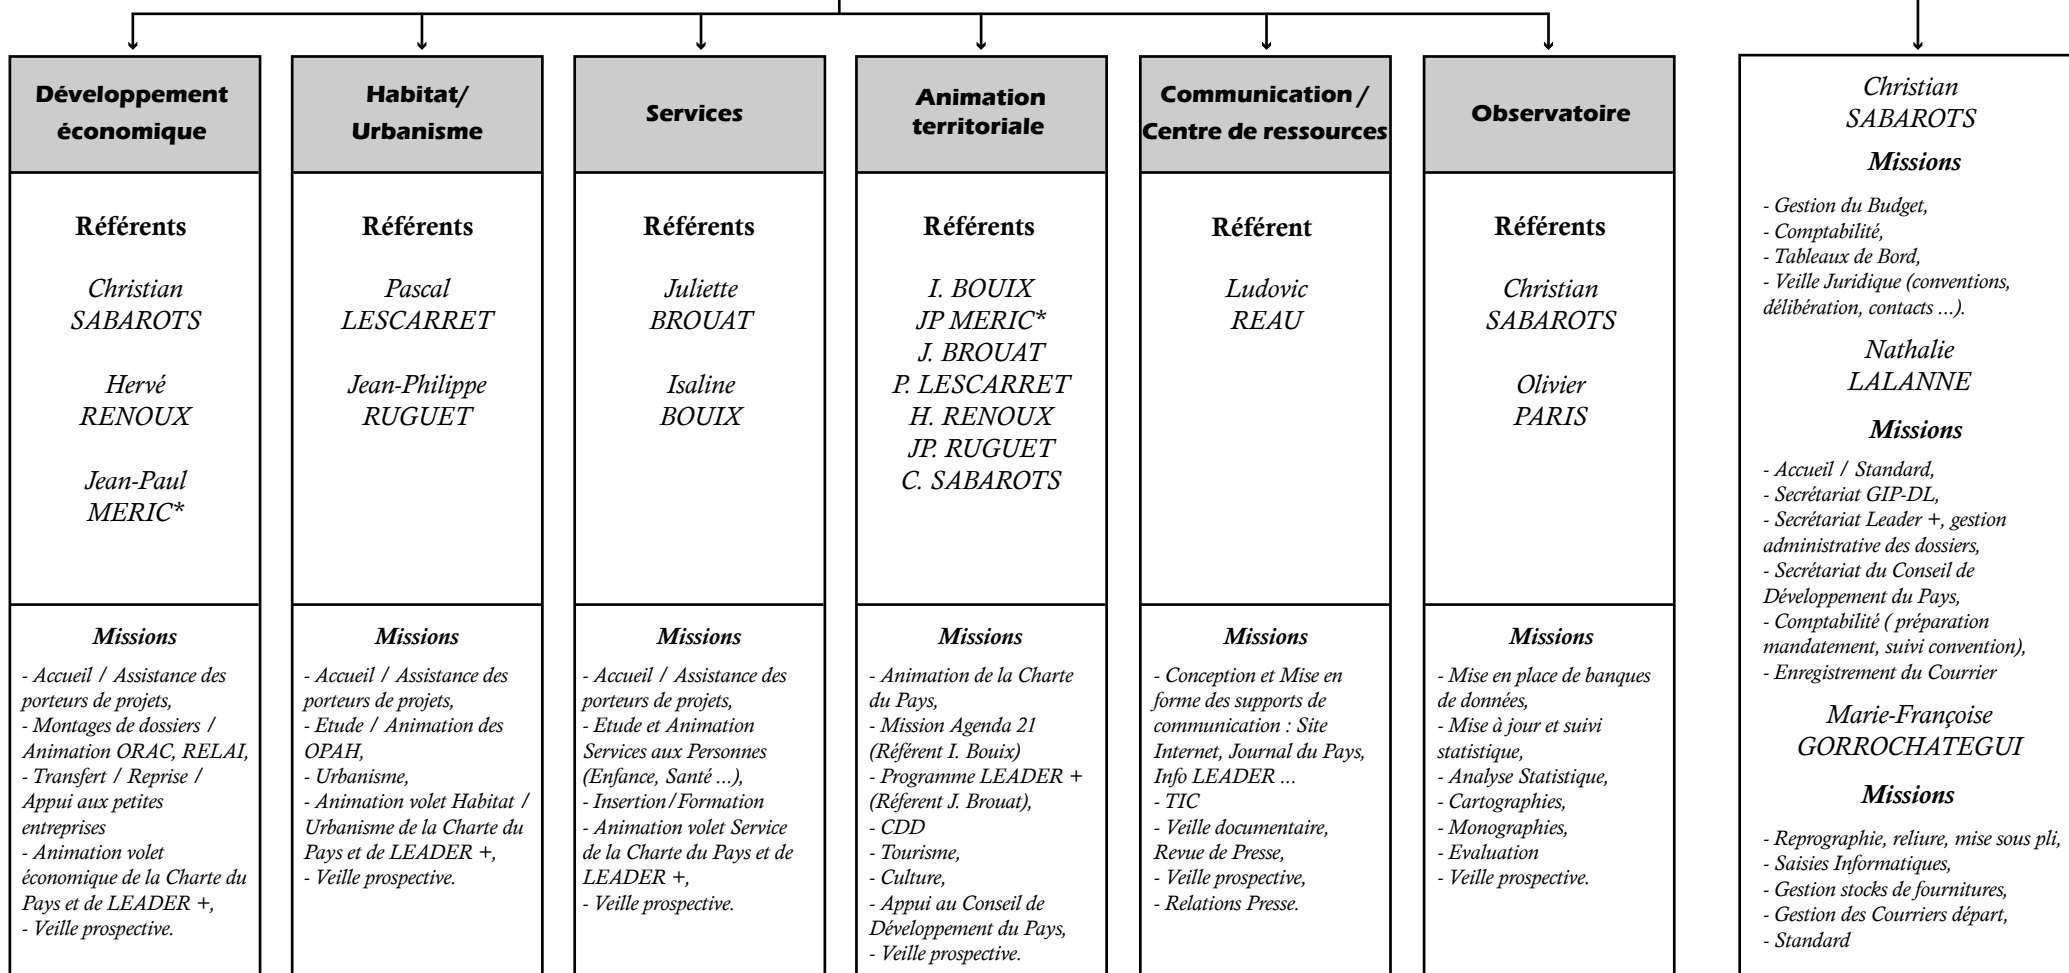 Développement
économique
Référents
Christian
SABAROTS
Hervé
RENOUX
Jean-Paul
MERIC*
Missions
- Accueil / Assistance des
porteurs de projets,
- Montages de dossiers /
Animation ORAC, RELAI,
- Transfert / Reprise /
Appui aux petites
entreprises
- Animation volet
économique de la Charte du
Pays et de LEADER +,
- Veille prospective.
Habitat/
Urbanisme
Référents
Pascal
LESCARRET
Jean-Philippe
RUGUET
Missions
- Accueil / Assistance des
porteurs de projets,
- Etude / Animation des
OPAH,
- Urbanisme,
- Animation volet Habitat /
Urbanisme de la Charte du
Pays et de LEADER +,
- Veille prospective.
Services
Référents
Juliette
BROUAT
Isaline
BOUIX
Missions
- Accueil / Assistance des
porteurs de projets,
- Etude et Animation
Services aux Personnes
(Enfance, Santé ...),
- Insertion/Formation
- Animation volet Service
de la Charte du Pays et de
LEADER +,
- Veille prospective.
Animation
territoriale
Référents
I. BOUIX
JP MERIC*
J. BROUAT
P. LESCARRET
H. RENOUX
JP. RUGUET
C. SABAROTS
Missions
- Animation de la Charte
du Pays,
- Mission Agenda 21
(Référent I. Bouix)
- Programme LEADER +
(Réferent J. Brouat),
- CDD
- Tourisme,
- Culture,
- Appui au Conseil de
Développement du Pays,
- Veille prospective.
Communication /
Centre de ressources
Référent
Ludovic
REAU
Missions
- Conception et Mise en
forme des supports de
communication : Site
Internet, Journal du Pays,
Info LEADER ...
- TIC
- Veille documentaire,
Revue de Presse,
- Veille prospective,
- Relations Presse.
Observatoire
Référents
Christian
SABAROTS
Olivier
PARIS
Missions
- Mise en place de banques
de données,
- Mise à jour et suivi
statistique,
- Analyse Statistique,
- Cartographies,
- Monographies,
- Evaluation
- Veille prospective.
Christian
SABAROTS
Missions
- Gestion du Budget,
- Comptabilité,
- Tableaux de Bord,
- Veille Juridique (conventions,
délibération, contacts ...).
Nathalie
LALANNE
Missions
- Accueil / Standard,
- Secrétariat GIP-DL,
- Secrétariat Leader +, gestion
administrative des dossiers,
- Secrétariat du Conseil de
Développement du Pays,
- Comptabilité ( préparation
mandatement, suivi convention),
- Enregistrement du Courrier
Marie-Françoise
GORROCHATEGUI
Missions
- Reprographie, reliure, mise sous pli,
- Saisies Informatiques,
- Gestion stocks de fournitures,
- Gestion des Courriers départ,
- Standard